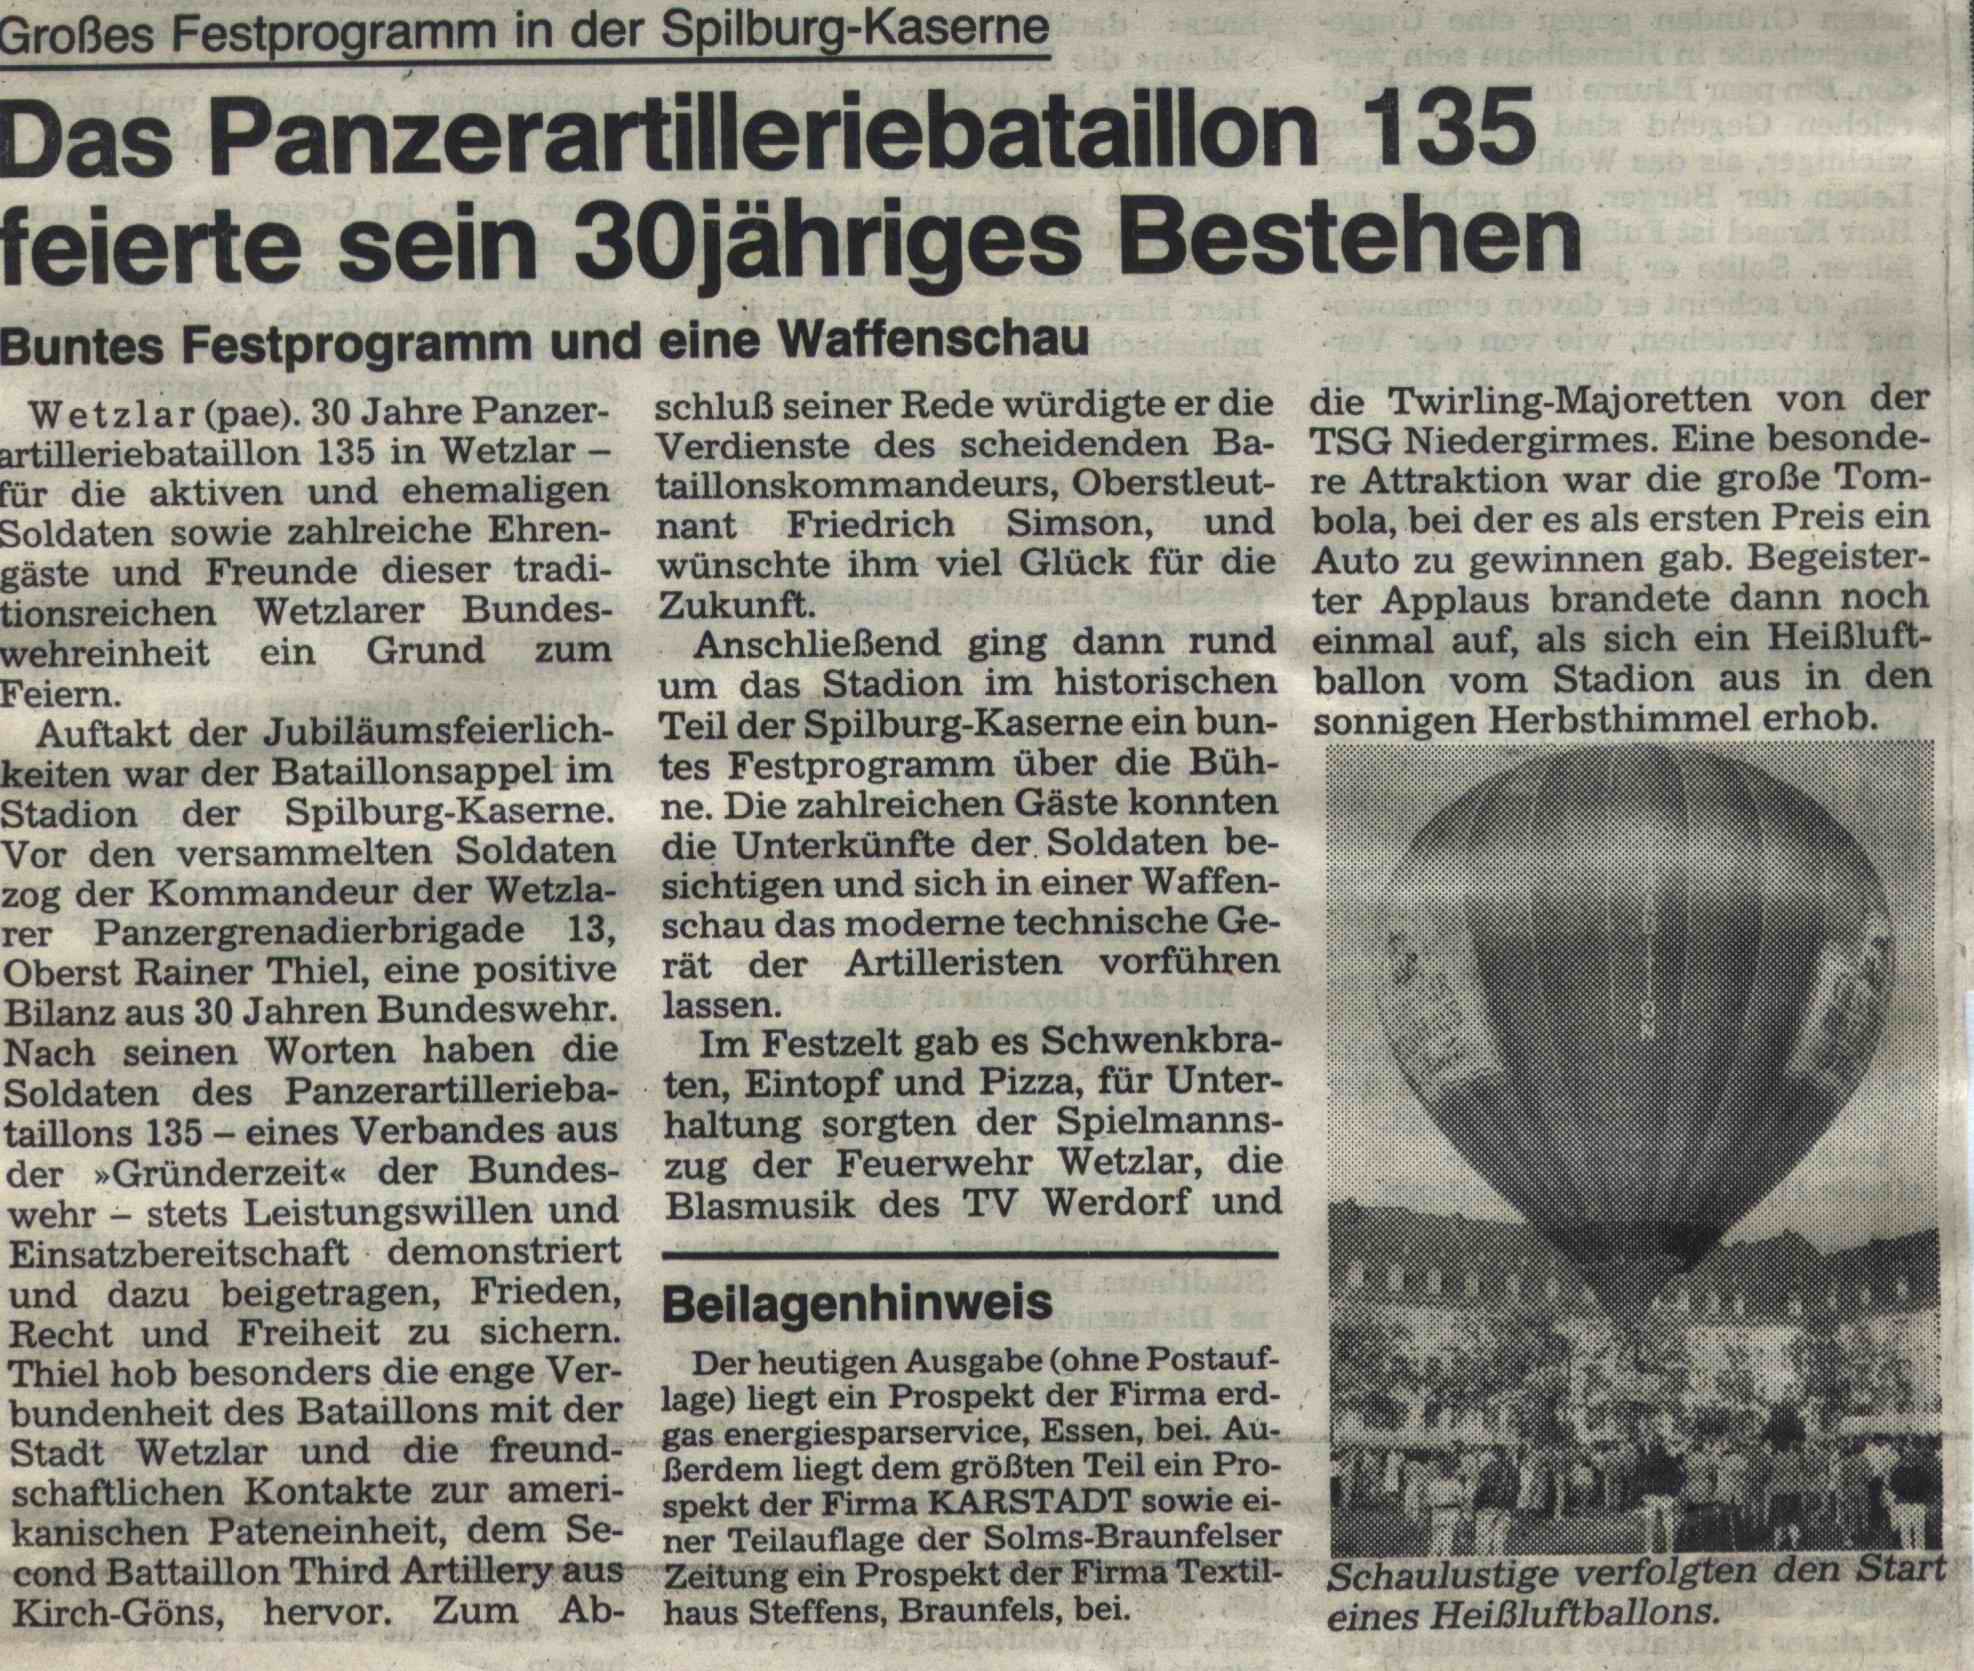 Großes Festprogramm in der Spilburg-Kaserne
Das Panzerartilleriebataillon 135
feierte sein 30jähriges Bestehen
Buntes Festprogramm und eine Waffenschau
Wetzlar (pae). 30 Jahre Panzer-
artilleriebataillon 135 in Wetzlar –
für die aktiven und ehemaligen
Soldaten sowie zahlreiche Ehren-
gäste und Freunde dieser tradi-
tionsreichen Wetzlarer Bundes-
wehreinheit ein Grund zum
Feiern.
Auftakt der Jubiläumsfeierlich-
keiten war der Bataillonsappel im
Stadion der Spilburg-Kaserne.
Vor den versammelten Soldaten
zog der Kommandeur der Wetzla-
rer Panzergrenadierbrigade 13,
Oberst Rainer Thiel, eine positive
Bilanz aus 30 Jahren Bundeswehr.
Nach seinen Worten haben die
Soldaten des Panzerartillerieba-
taillons 135 – eines Verbandes aus
der »Gründerzeit« der Bundes-
wehr – stets Leistungswillen und
Einsatzbereitschaft demonstriert
und dazu beigetragen, Frieden,
Recht und Freiheit zu sichern.
Thiel hob besonders die enge Ver-
bundenheit des Bataillons mit der
Stadt Wetzlar und die freund-
schaftlichen Kontakte zur ameri-
kanischen Pateneinheit, dem Se-
cond Battaillon Third Artillery aus
Kirch-Göns, hervor. Zum Ab-
schluß seiner Rede würdigte er die
Verdienste des scheidenden Ba-
taillonskommandeurs, Oberstleut-
nant Friedrich Simson, und
wünschte ihm viel Glück für die
Zukunft.
Anschließend ging dann rund
um das Stadion im historischen
Teil der Spilburg-Kaserne ein bun-
tes Festprogramm über die Büh-
ne. Die zahlreichen Gäste konnten
die Unterkünfte der Soldaten be-
sichtigen und sich in einer Waffen-
schau das moderne technische Ge-
rät der Artilleristen vorführen
lassen.
Im Festzelt gab es Schwenkbra-
ten, Eintopf und Pizza, für Unter-
haltung sorgten der Spielmanns-
zug der Feuerwehr Wetzlar, die
Blasmusik des TV Werdorf und
die Twirling-Majoretten von der
TSG Niedergirmes. Eine besonde-
re Attraktion war die große Tom-
bola, bei der es als ersten Preis ein
Auto zu gewinnen gab. Begeister-
ter Applaus brandete dann noch
einmal auf, als sich ein Heißluft-
ballon vom Stadion aus in den
sonnigen Herbsthimmel erhob.
Schaulustige verfolgten den Start
eines Heißluftballons.
Beilagenhinweis
Der heutigen Ausgabe (ohne Postauf-
lage) liegt ein Prospekt der Firma erd-
gas energiesparservice, Essen, bei. Au-
ßerdem liegt dem größten Teil ein Pro-
spekt der Firma KARSTADT sowie ei-
ner Teilauflage der Solms-Braunfelser
Zeitung ein Prospekt der Firma Textil-
haus Steffens, Braunfels, bei.